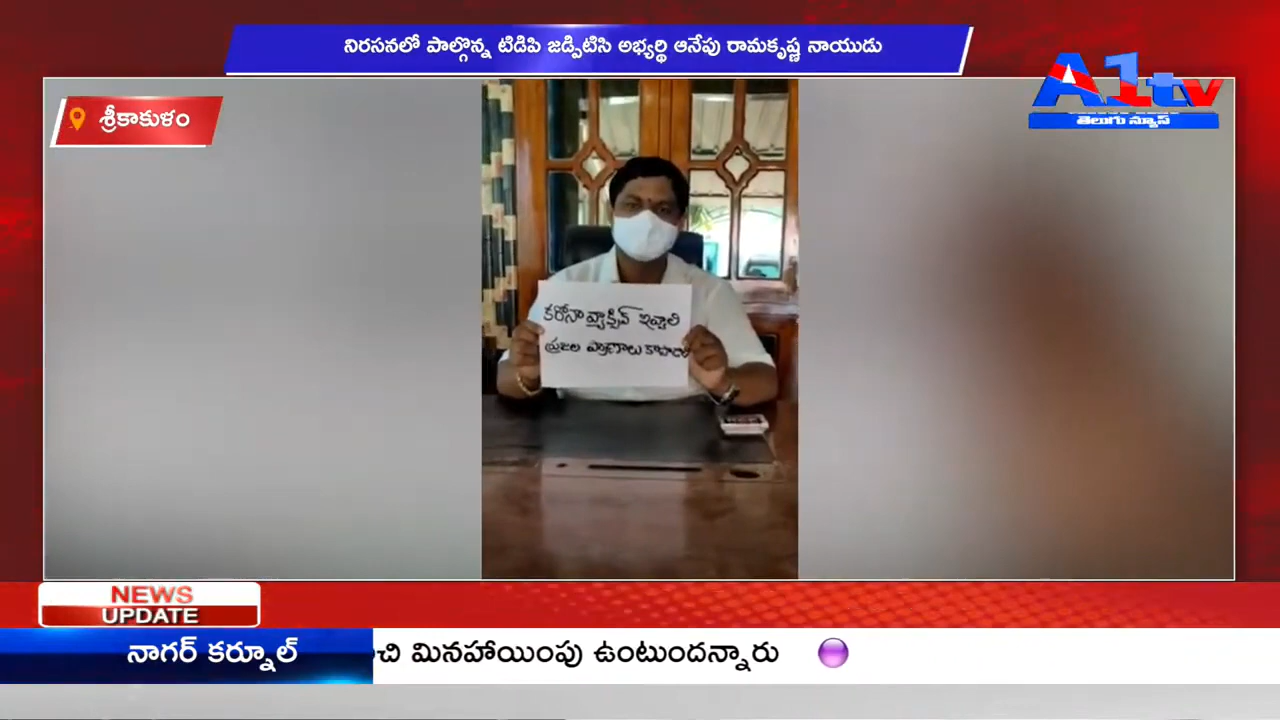 నిరసనలో పాల్గొన్న టిడిపి జడ్పిటిసి అభ్యర్థి ఆనేపు రామకృష్ణ నాయుడు
శ్రీకాకుళం
A1tv
తెలుగు న్యూస్
కరోనా వ్యాక్సిన్ ఇవ్వాలి
ప్రజల ప్రాణాలు
NEWS
UPDATE
నాగర్ కర్నూల్
చి మినహాయింపు ఉంటుందన్నారు